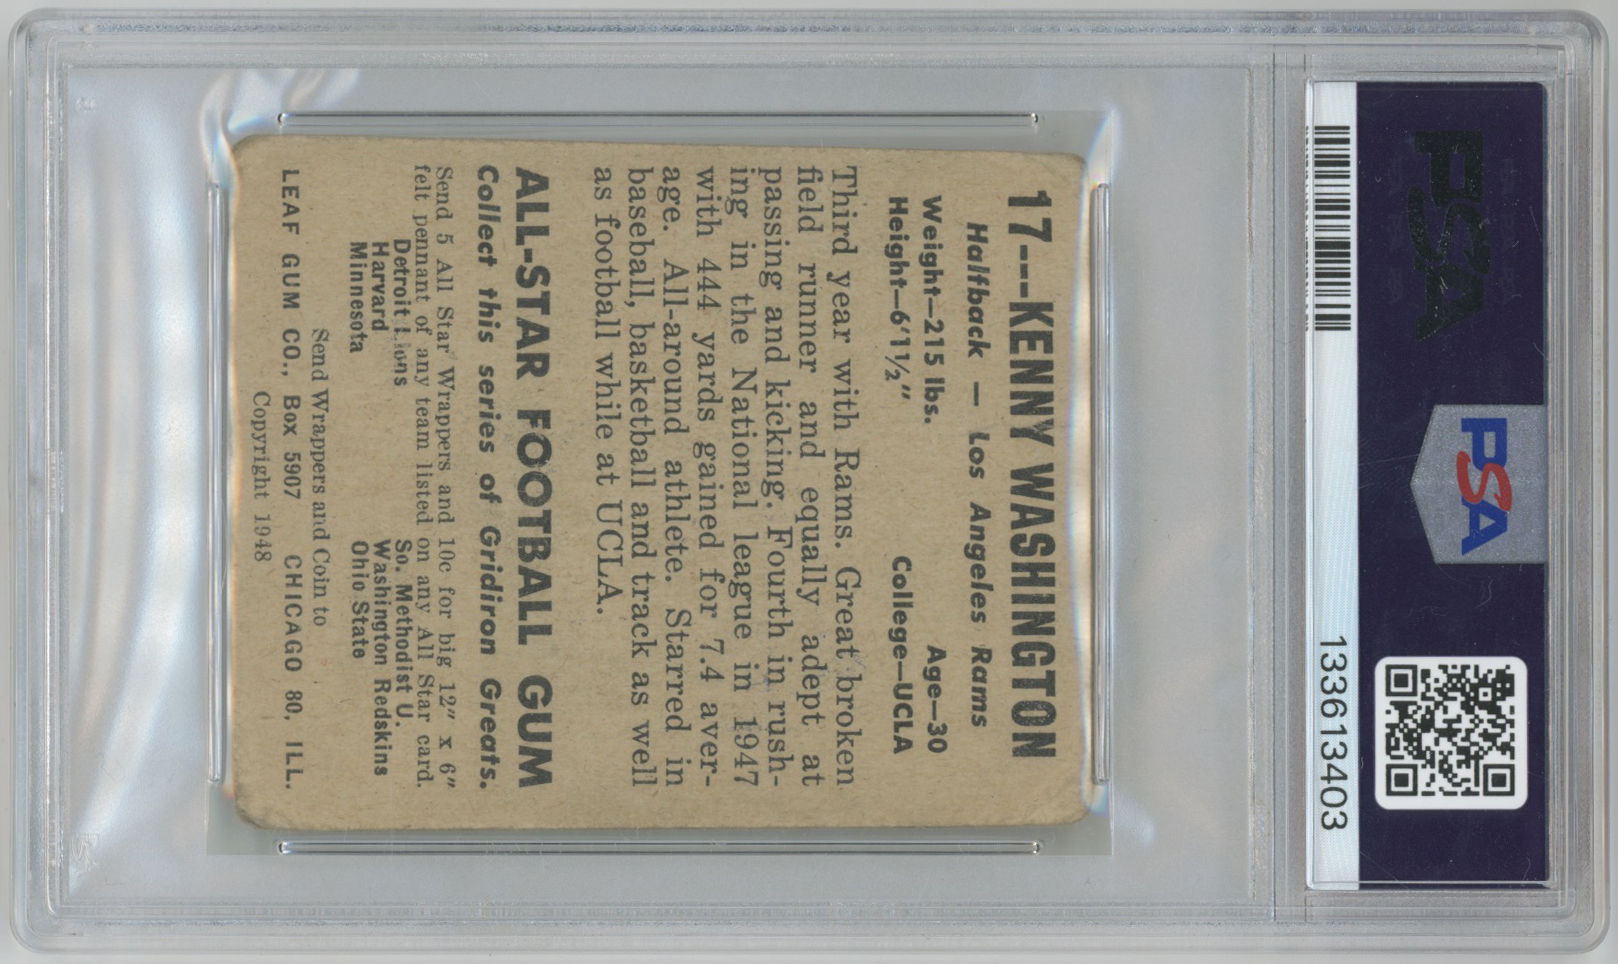 PSA
PSA
133613403
17---KENNY WASHINGTON
Halfback — Los Angeles Rams
Weight—215 lbs. Age—30
Height—6'1½" College—UCLA
Third year with Rams. Great broken
field runner and equally adept at
passing and kicking. Fourth in rush-
ing in the National league in 1947
with 444 yards gained for 7.4 aver-
age. All-around athlete. Starred in
baseball, basketball and track as well
as football while at UCLA.
ALL-STAR FOOTBALL GUM
Collect this series of Gridiron Greats.
Send 5 All Star Wrappers and 10c for big 12" x 6"
felt pennant of any team listed on any All Star card.
Detroit Lions So. Methodist U.
Harvard Washington Redskins
Minnesota Ohio State
Send Wrappers and Coin to
LEAF GUM CO., Box 5907 CHICAGO 80, ILL.
Copyright 1948